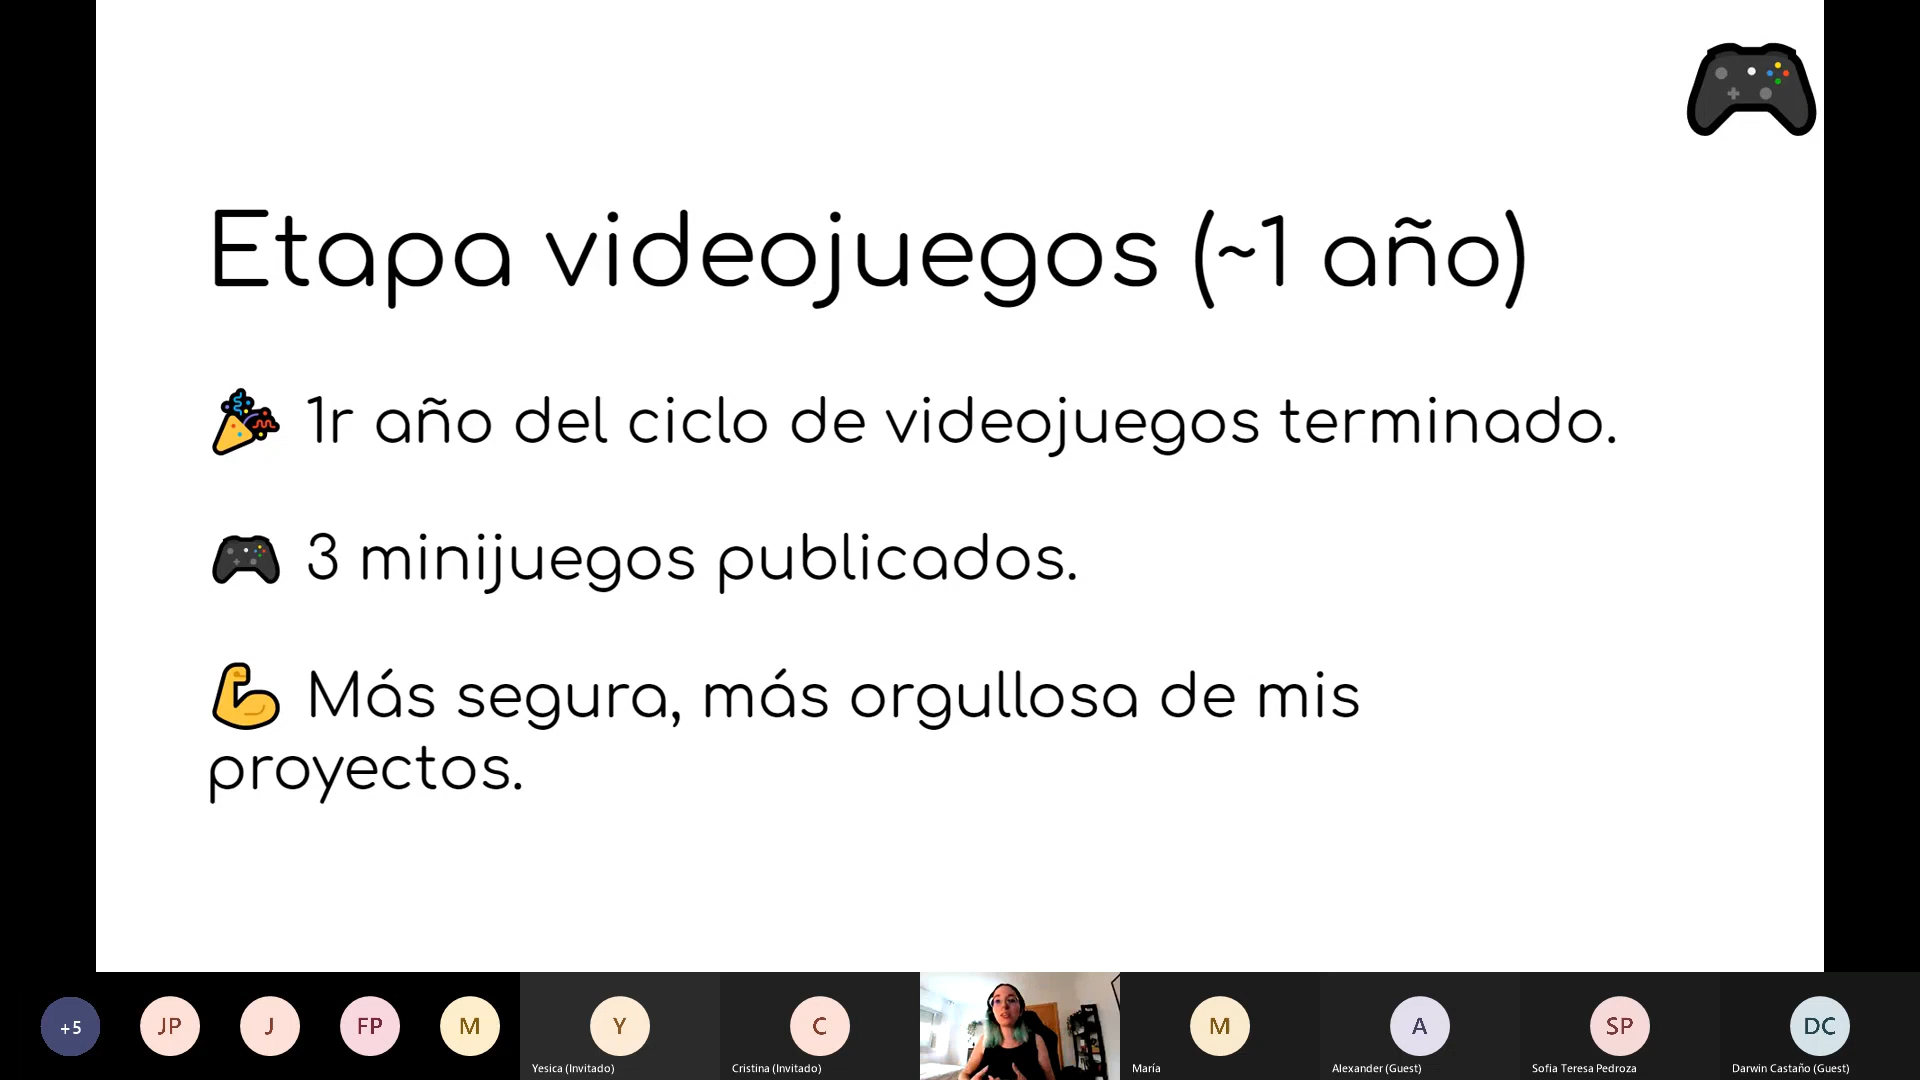 Etapa videojuegos (~1 año)
1r año del ciclo de videojuegos terminado.
3 minijuegos publicados.
Más segura, más orgullosa de mis
proyectos.
+5
JP
J
FP
M
Y
C
M
A
SP
DC
Yesica (Invitado)
Cristina (Invitado)
María
Alexander (Guest)
Sofia Teresa Pedroza
Darwin Castaño (Guest)